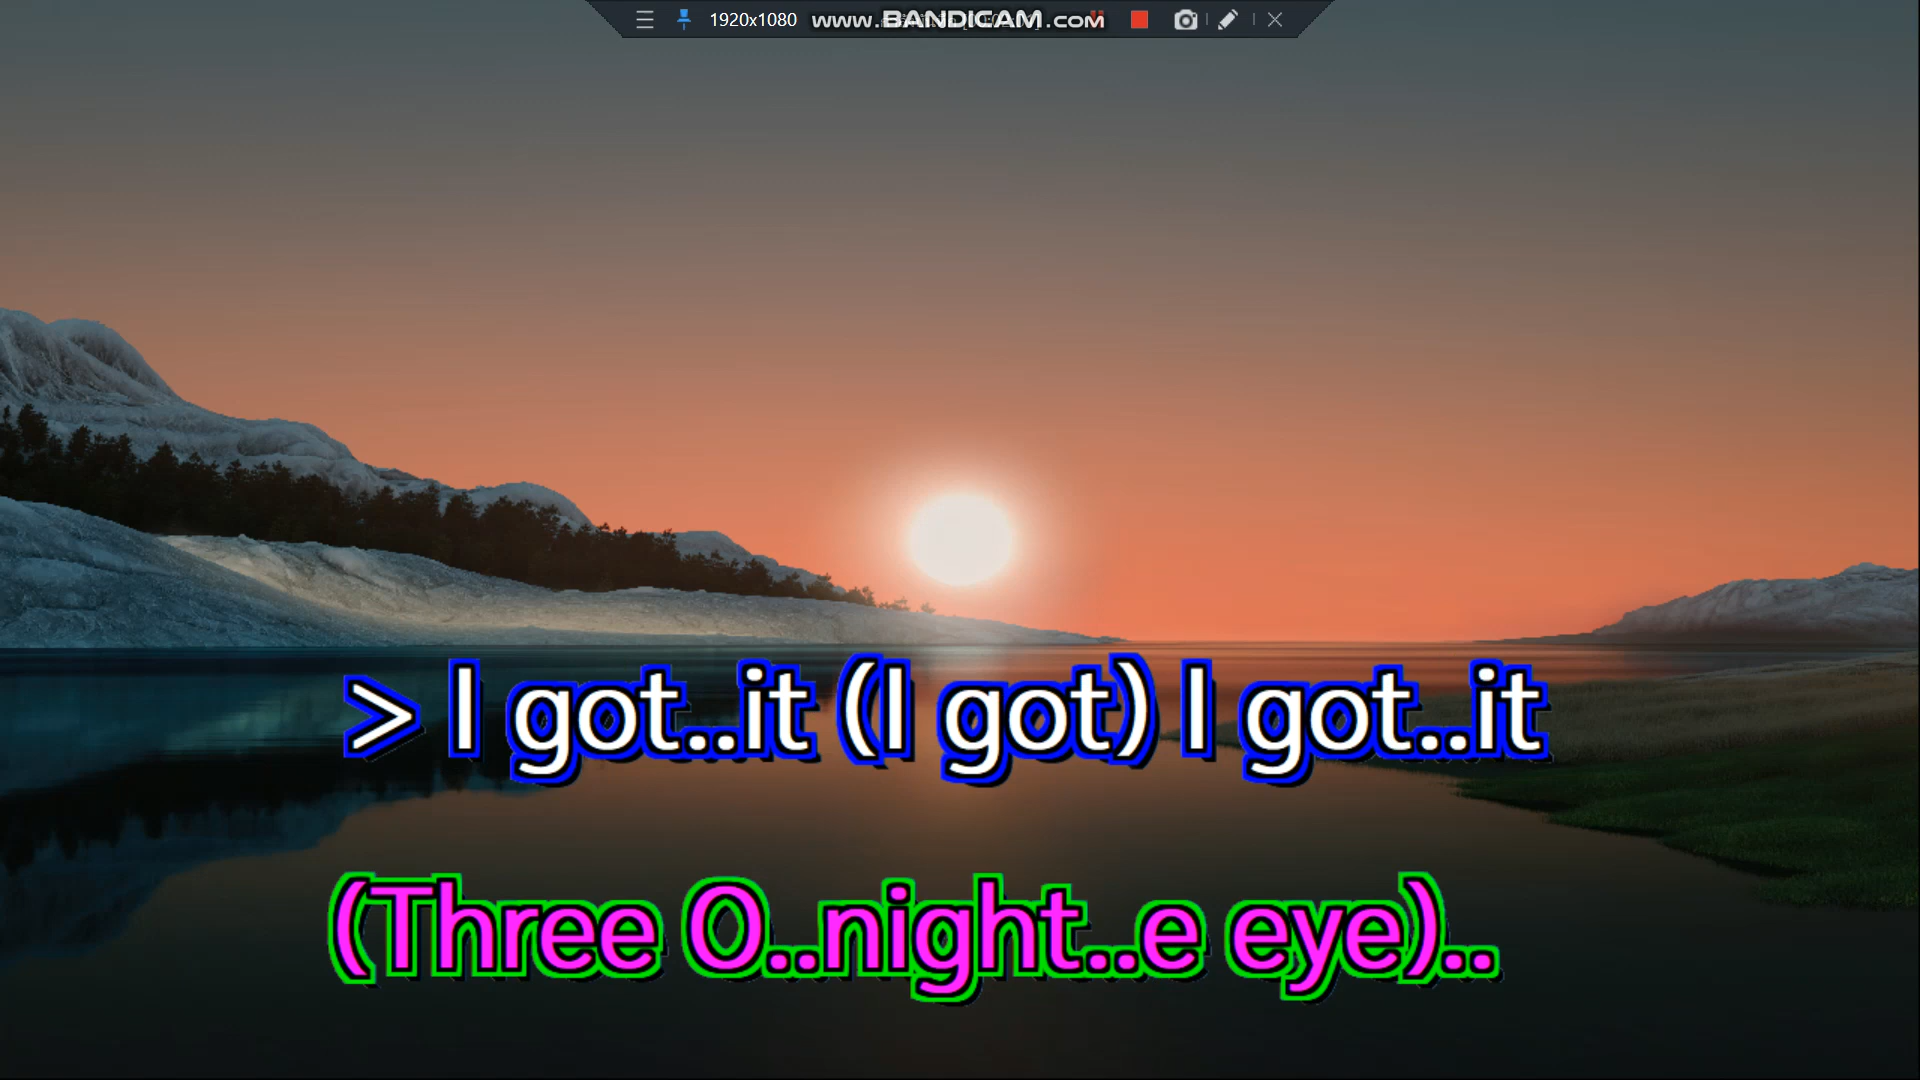 1920x1080 www.BANDICAM.com
> I got..it (I got) I got..it
(Three O..night..e eye)..